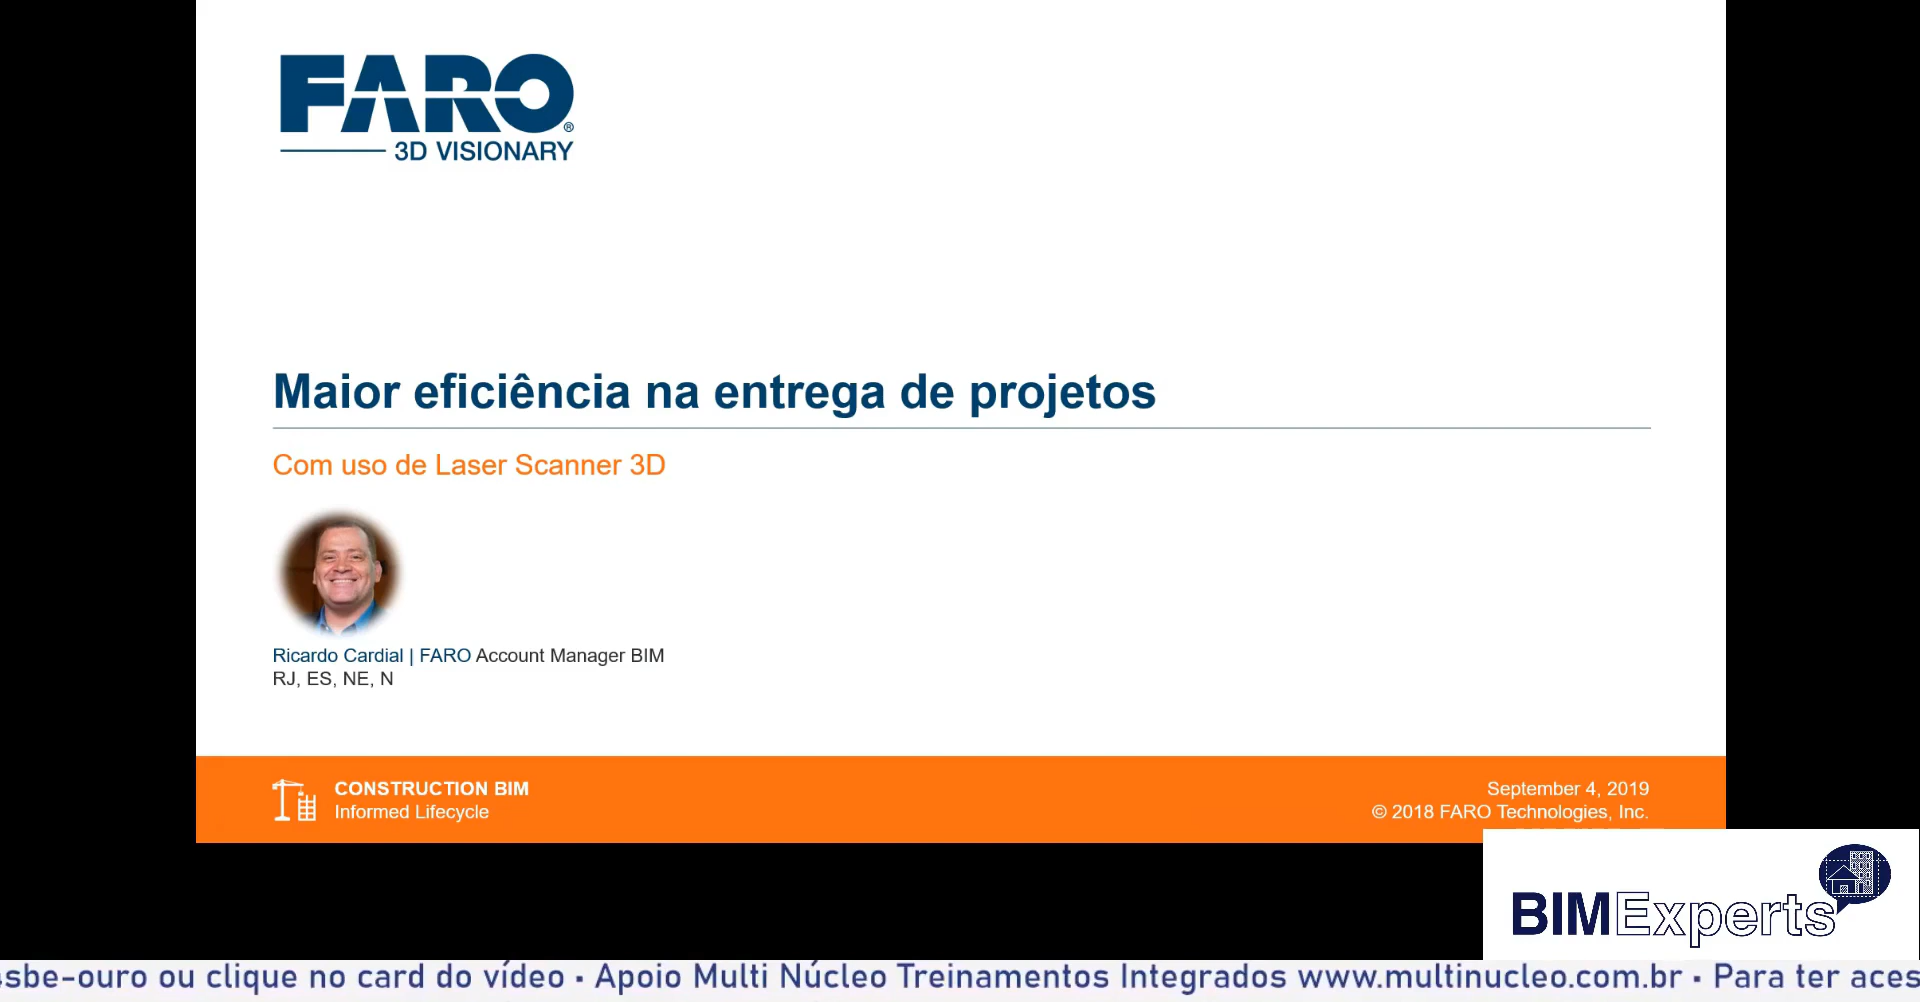 FARO®
3D VISIONARY
Maior eficiência na entrega de projetos
Com uso de Laser Scanner 3D
Ricardo Cardial | FARO Account Manager BIM
RJ, ES, NE, N
CONSTRUCTION BIM
Informed Lifecycle
September 4, 2019
© 2018 FARO Technologies, Inc.
BIMExperts
sbe-ouro ou clique no card do vídeo • Apoio Multi Núcleo Treinamentos Integrados www.multinucleo.com.br • Para ter aces